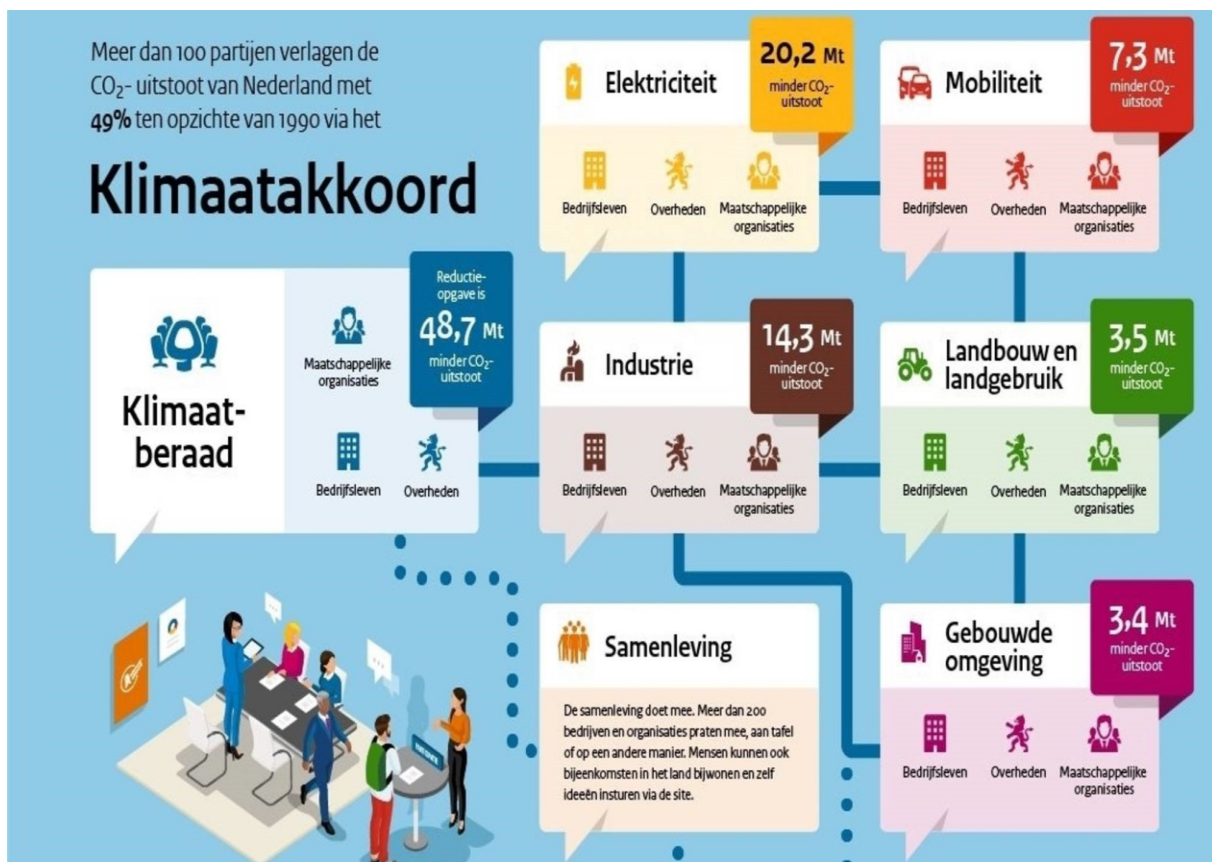 Meer dan 100 partijen verlagen de
CO₂- uitstoot van Nederland met
49% ten opzichte van 1990 via het
Klimaatakkoord
Klimaat-
beraad
Maatschappelijke
organisaties
Bedrijfsleven
Overheden
Reductie-
opgave is
48,7 Mt
minder CO₂-
uitstoot
Elektriciteit
20,2 Mt
minder CO₂-
uitstoot
Bedrijfsleven
Overheden
Maatschappelijke
organisaties
Mobiliteit
7,3 Mt
minder CO₂-
uitstoot
Bedrijfsleven
Overheden
Maatschappelijke
organisaties
Industrie
14,3 Mt
minder CO₂-
uitstoot
Bedrijfsleven
Overheden
Maatschappelijke
organisaties
Landbouw en
landgebruik
3,5 Mt
minder CO₂-
uitstoot
Bedrijfsleven
Overheden
Maatschappelijke
organisaties
Samenleving
De samenleving doet mee. Meer dan 200
bedrijven en organisaties praten mee, aan tafel
of op een andere manier. Mensen kunnen ook
bijeenkomsten in het land bijwonen en zelf
ideeën insturen via de site.
Gebouwde
omgeving
3,4 Mt
minder CO₂-
uitstoot
Bedrijfsleven
Overheden
Maatschappelijke
organisaties